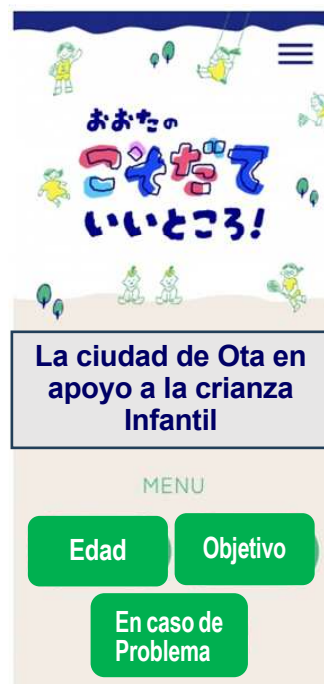 おおたの
こそだて
いいところ!
La ciudad de Ota en
apoyo a la crianza
Infantil
MENU
Edad
Objetivo
En caso de
Problema